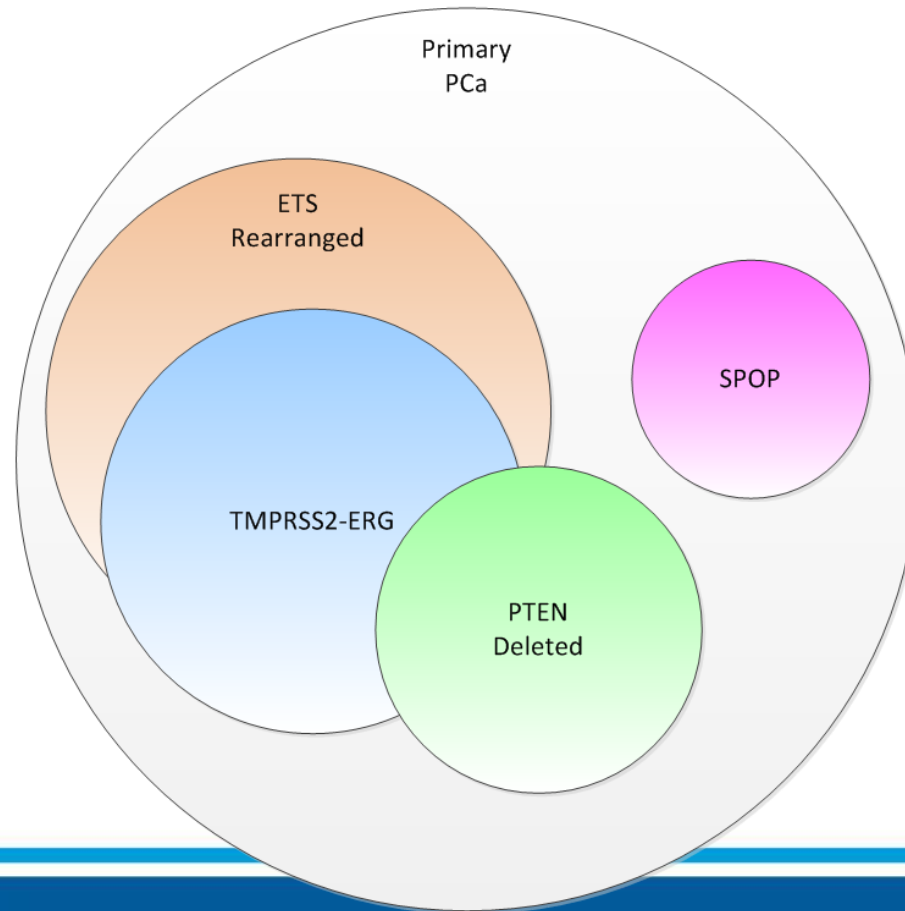 Primary
PCa
ETS
Rearranged
SPOP
TMPRSS2-ERG
PTEN
Deleted